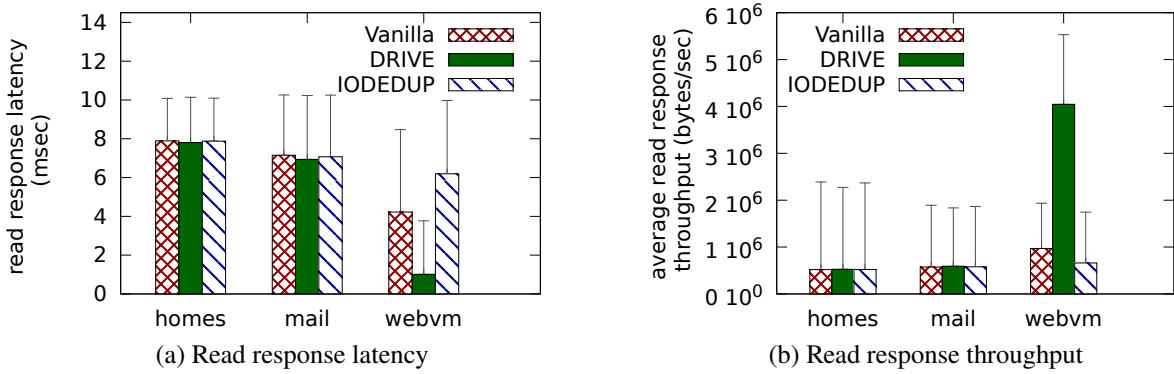 read response latency
(msec)
14
12
10
8
6
4
2
0
Vanilla
DRIVE
IODEDUP
homes mail webvm
(a) Read response latency
average read response
throughput (bytes/sec)
6 10^6
5 10^6
4 10^6
3 10^6
2 10^6
1 10^6
0 10^0
Vanilla
DRIVE
IODEDUP
homes mail webvm
(b) Read response throughput